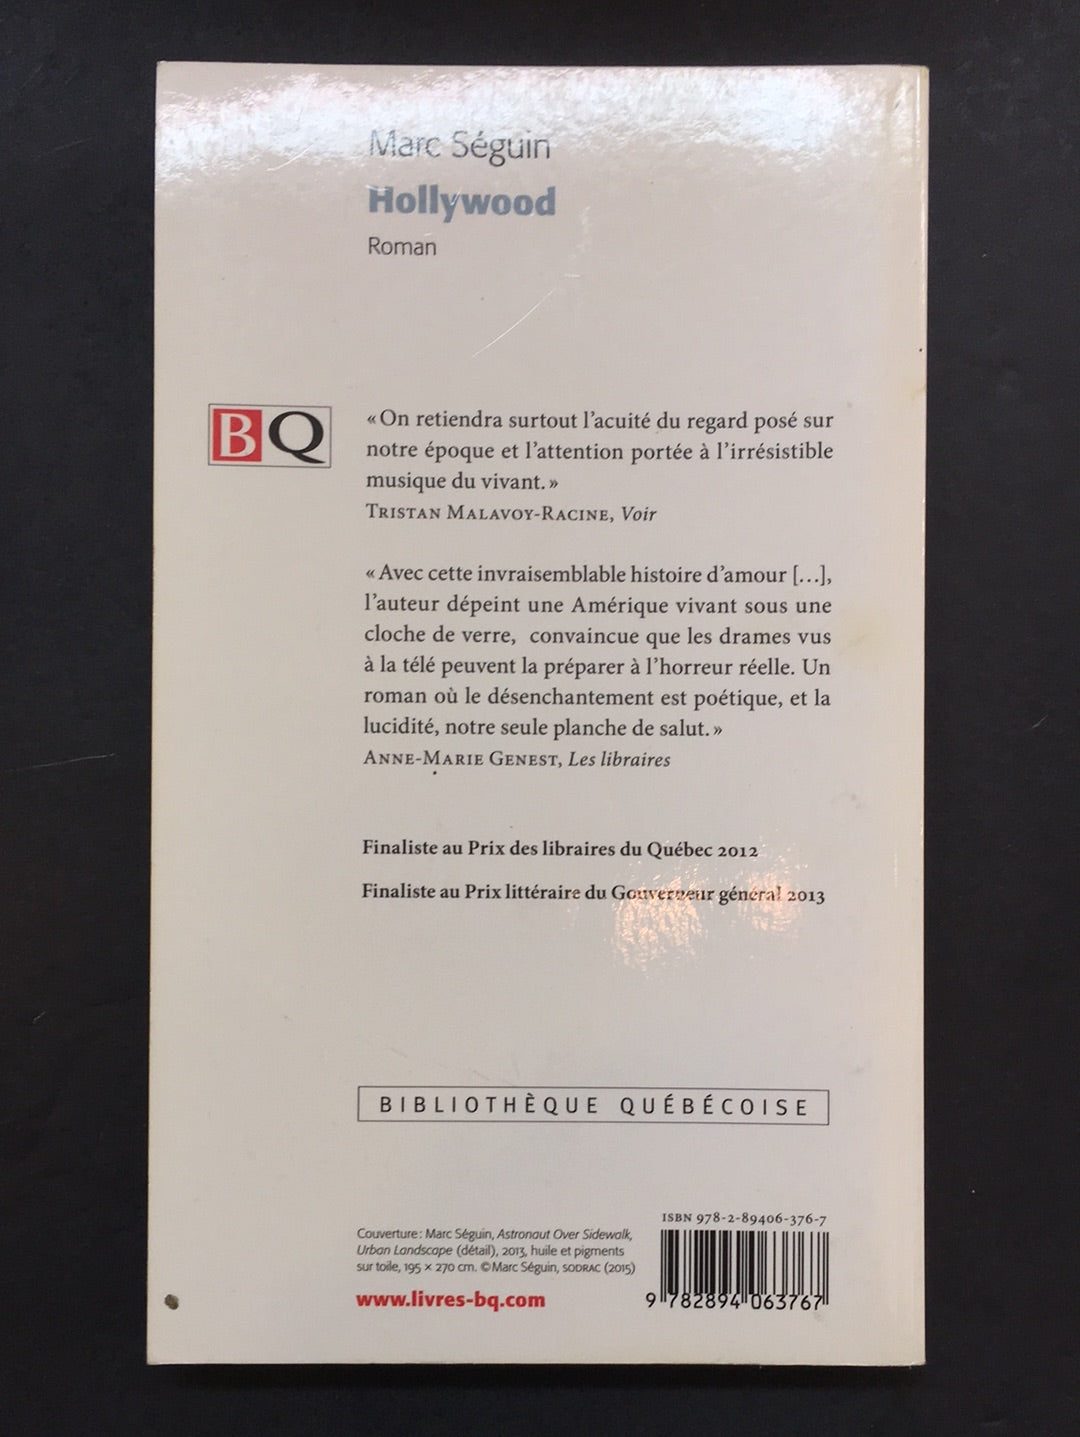 Marc Séguin
Hollywood
Roman
BQ
« On retiendra surtout l'acuité du regard posé sur
notre époque et l'attention portée à l'irrésistible
musique du vivant. »
TRISTAN MALAVOY-RACINE, Voir
« Avec cette invraisemblable histoire d'amour [...],
l'auteur dépeint une Amérique vivant sous une
cloche de verre, convaincue que les drames vus
à la télé peuvent la préparer à l'horreur réelle. Un
roman où le désenchantement est poétique, et la
lucidité, notre seule planche de salut. »
ANNE-MARIE GENEST, Les libraires
Finaliste au Prix des libraires du Québec 2012
Finaliste au Prix littéraire du Gouverneur général 2013
BIBLIOTHÈQUE QUÉBÉCOISE
ISBN 978-2-89406-376-7
Couverture : Marc Séguin, Astronaut Over Sidewalk,
Urban Landscape (détail), 2013, huile et pigments
sur toile, 195 × 270 cm. © Marc Séguin, SODRAC (2015)
www.livres-bq.com
9 782894 063767